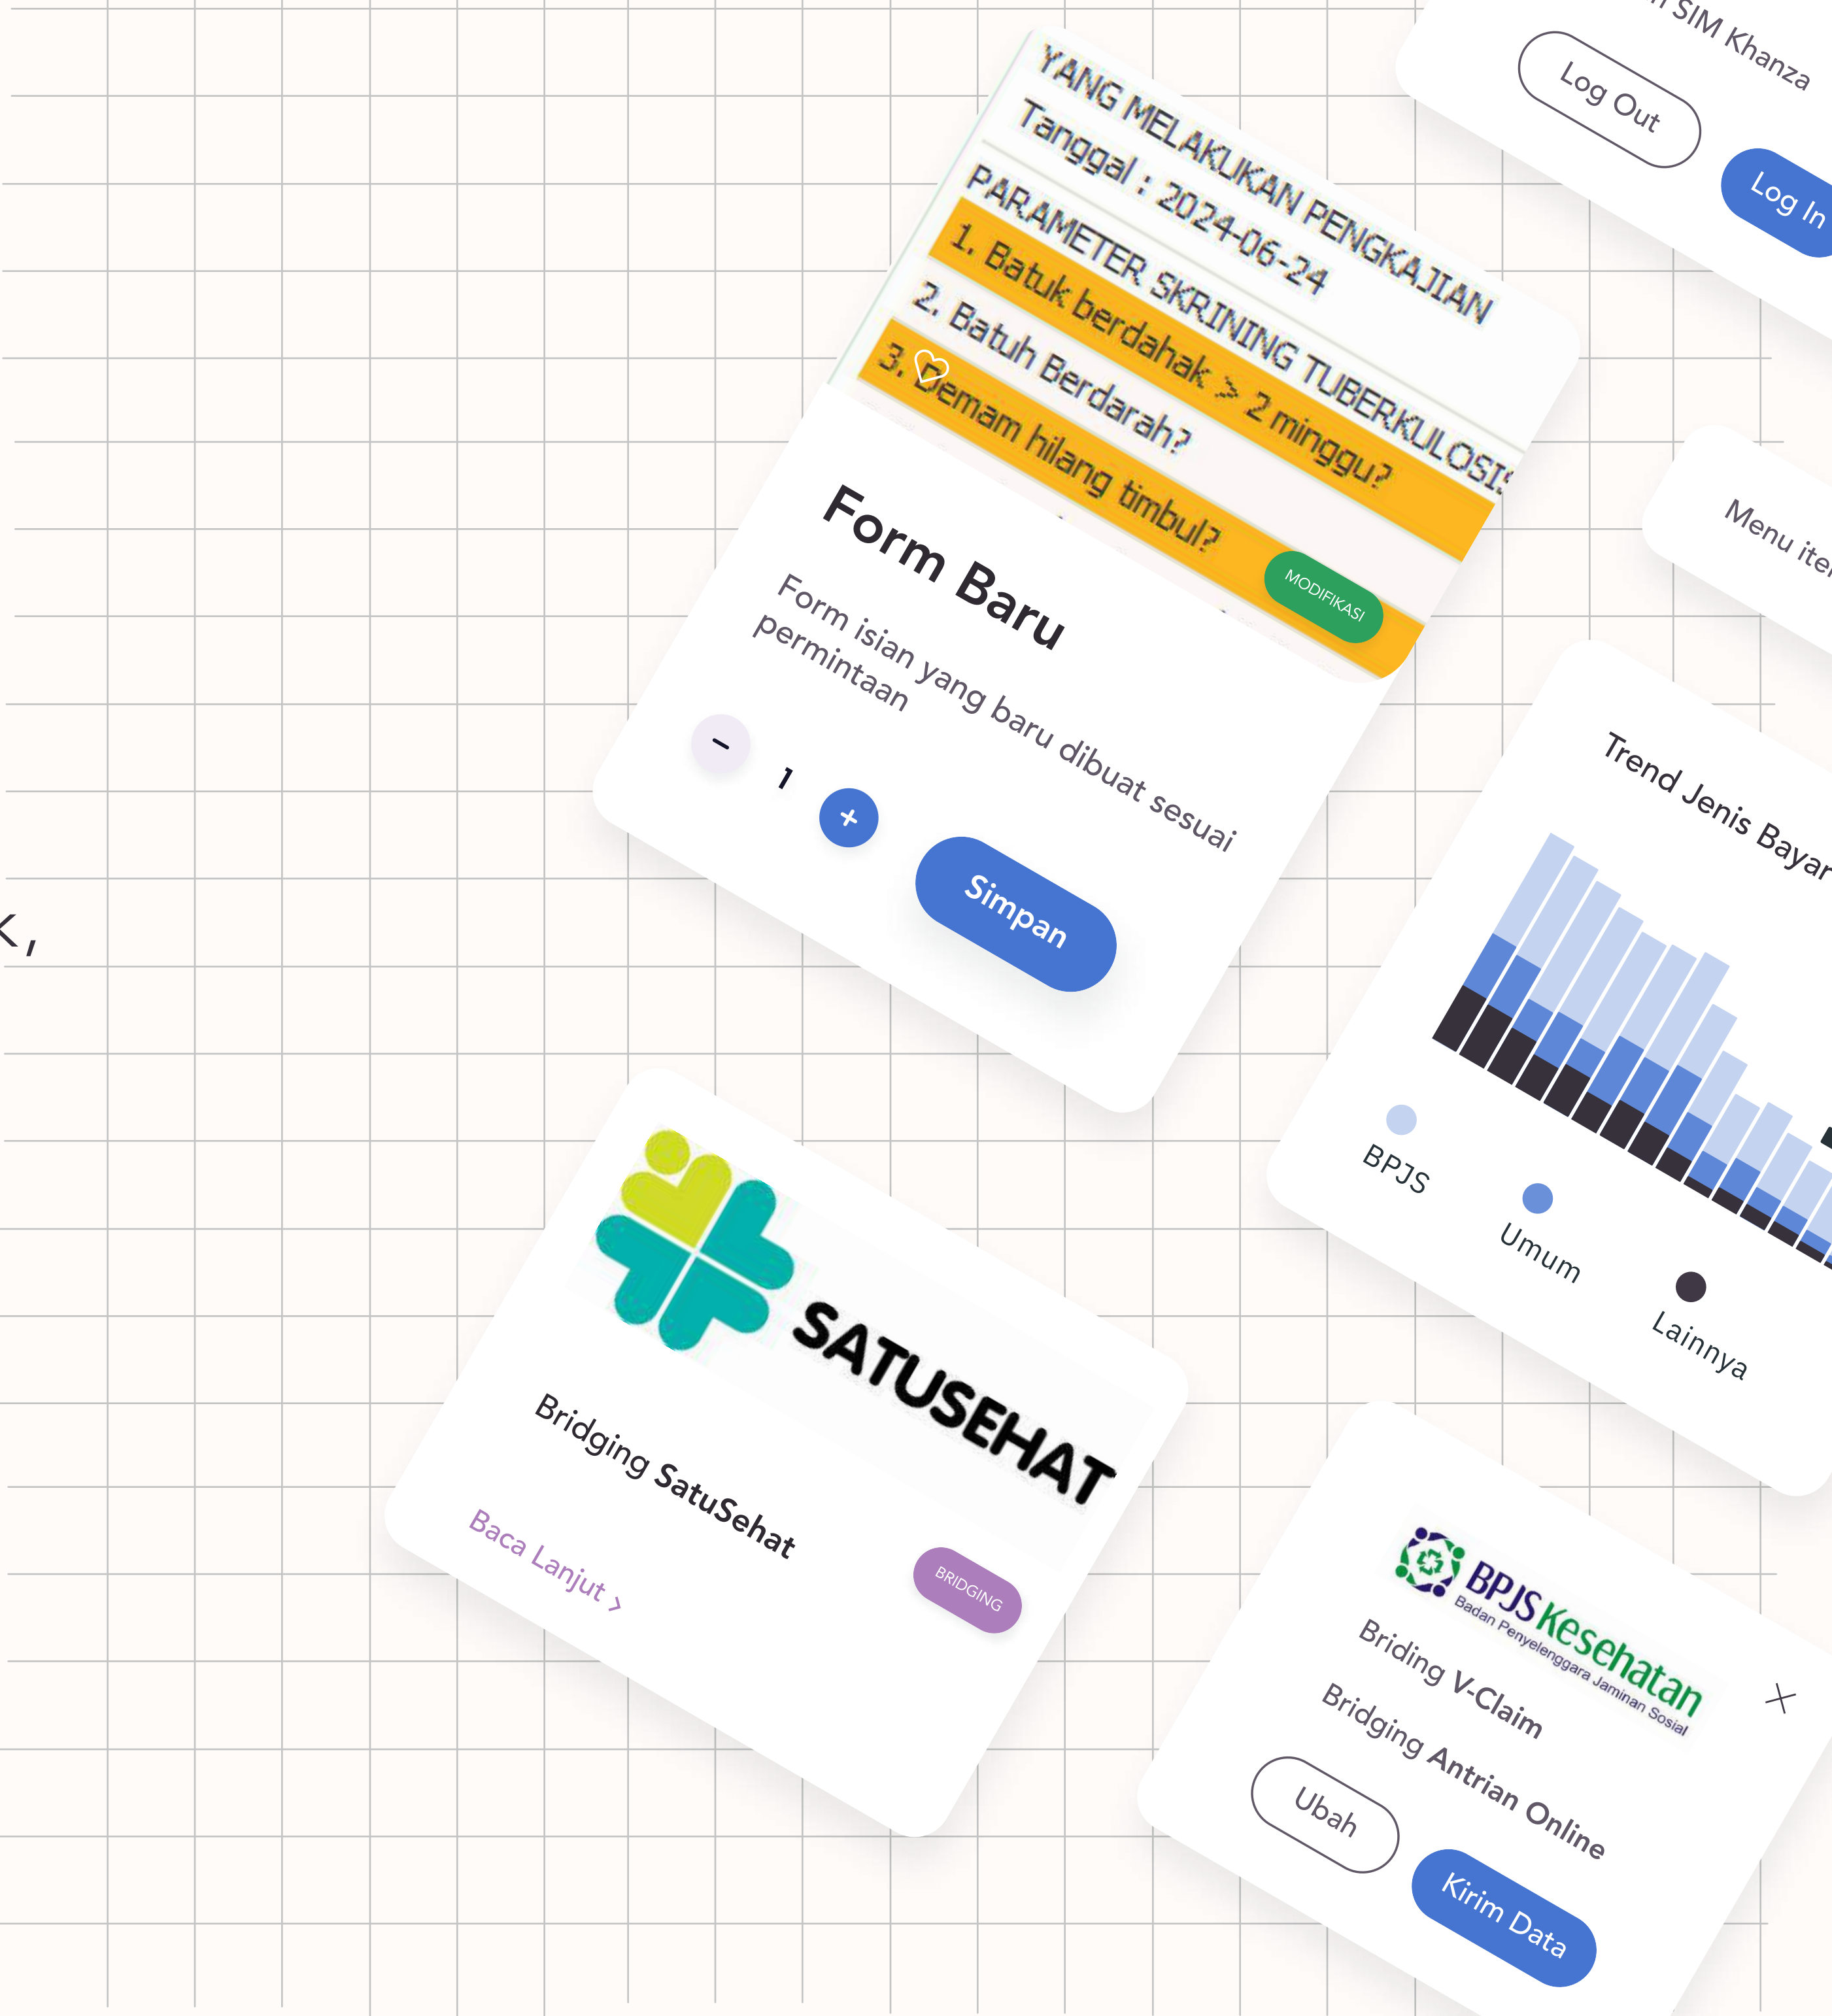 SIM Khanza
Log Out
Log In
YANG MELAKUKAN PENGKAJIAN
Tanggal : 2024-06-24
PARAMETER SKRINING TUBERKULOSIS
1. Batuk berdahak > 2 minggu?
2. Batuh Berdarah?
3. Demam hilang timbul?
MODIFIKASI
Form Baru
Form isian yang baru dibuat sesuai
permintaan
− 1 +
Simpan
Menu
Trend Jenis Bayar
BPJS
Umum
Lainnya
SATUSEHAT
Bridging SatuSehat
Baca Lanjut >
BRIDGING
BPJS Kesehatan
Badan Penyelenggara Jaminan Sosial
Briding V-Claim
Bridging Antrian Online
Ubah
Kirim Data